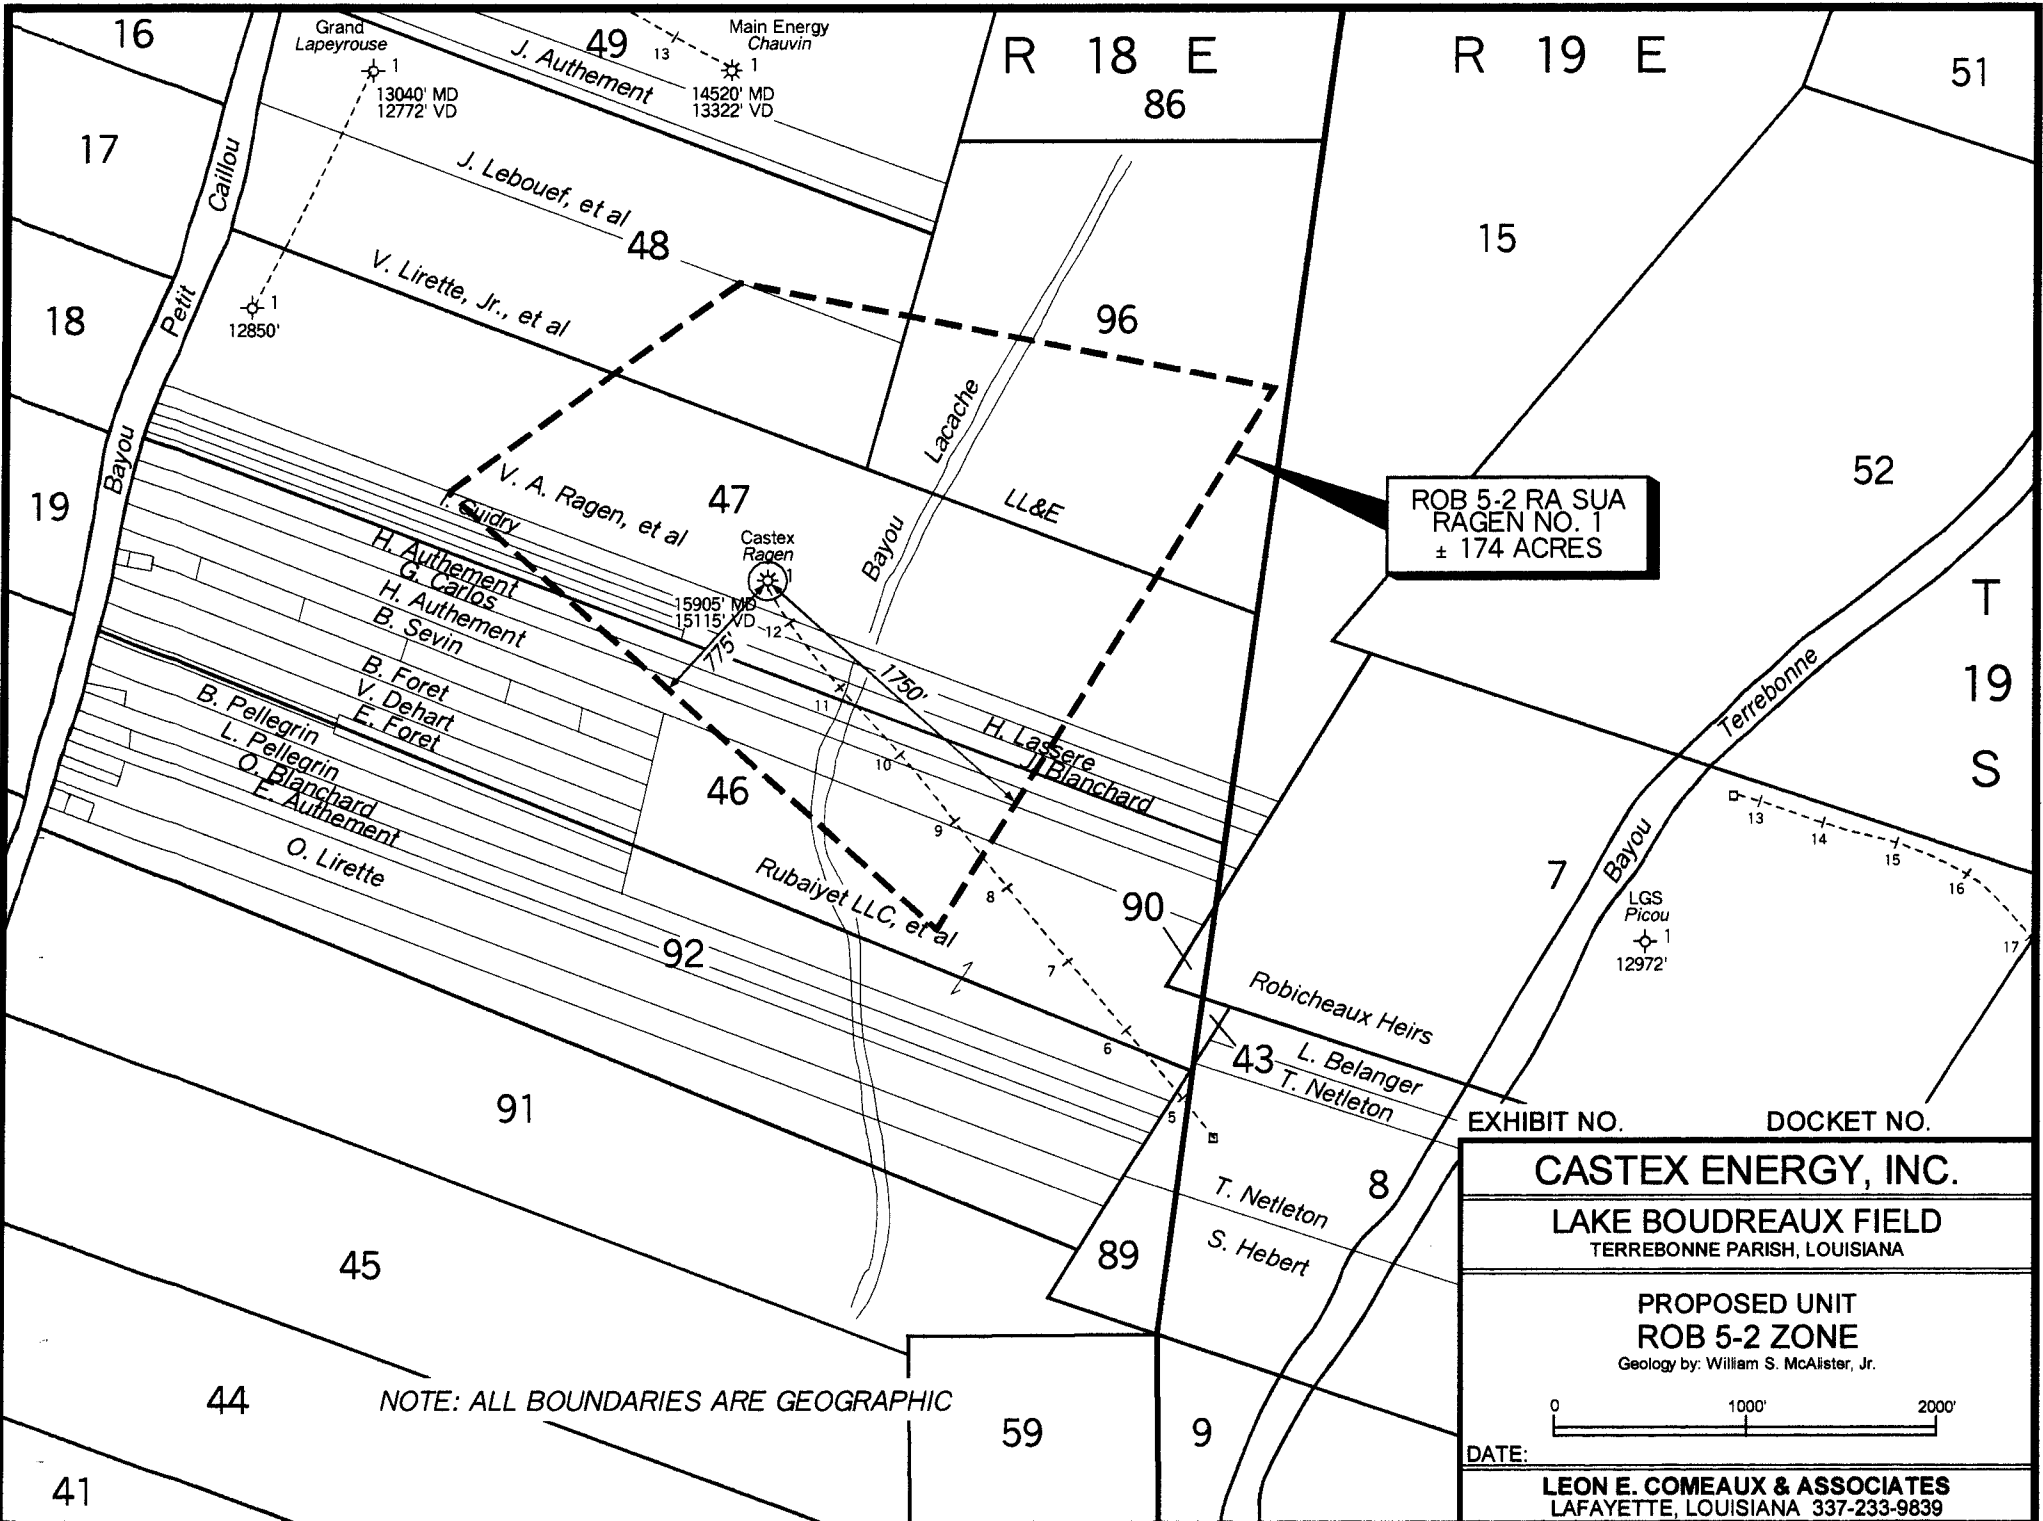 16
Grand
Lapeyrouse
1
13040' MD
12772' VD
49
13
J. Authement
Main Energy
Chauvin
1
14520' MD
13322' VD
R 18 E
86
R 19 E
51
17
Caillou
J. Lebouef, et al
48
15
V. Lirette, Jr., et al
18
Petit
1
12850'
96
Lacache
52
19
Bayou
V. A. Ragen, et al
47
LL&E
ROB 5-2 RA SUA
RAGEN NO. 1
± 174 ACRES
Guidry
Castex
Ragen
1
Bayou
H. Authement
G. Carlos
H. Authement
B. Sevin
15905' MD
15115' VD
12
775'
1750'
T
19
S
B. Foret
V. Dehart
E. Foret
11
H. Lassere
J. Blanchard
Terrebonne
B. Pellegrin
L. Pellegrin
O. Blanchard
E. Authement
O. Lirette
10
46
9
13
14
15
16
17
Rubaiyet LLC, et al
8
90
7
Bayou
LGS
Picou
1
12972'
92
7
Robicheaux Heirs
6
43
L. Belanger
T. Netleton
5
91
EXHIBIT NO.
DOCKET NO.
T. Netleton
8
S. Hebert
89
45
44
NOTE: ALL BOUNDARIES ARE GEOGRAPHIC
59
9
41
CASTEX ENERGY, INC.
LAKE BOUDREAUX FIELD
TERREBONNE PARISH, LOUISIANA
PROPOSED UNIT
ROB 5-2 ZONE
Geology by: William S. McAlister, Jr.
0 1000' 2000'
DATE:
LEON E. COMEAUX & ASSOCIATES
LAFAYETTE, LOUISIANA 337-233-9839